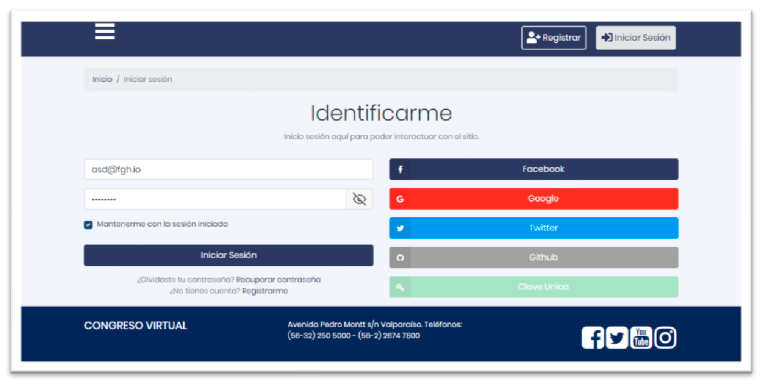 Registrar
Iniciar Sesión
Inicio / Iniciar sesión
Identificarme
Inicia sesión aquí para poder interactuar con el sitio.
asd@fgh.io
••••••••
Mantenerme con la sesión iniciada
Iniciar Sesión
¿Olvidaste tu contraseña? Recuperar contraseña
¿No tienes cuenta? Registrarme
Facebook
Google
Twitter
Github
Clave Unica
CONGRESO VIRTUAL
Avenida Pedro Montt s/n Valparaíso. Teléfonos:
(56-32) 250 5000 - (56-2) 2674 7800
You
Tube